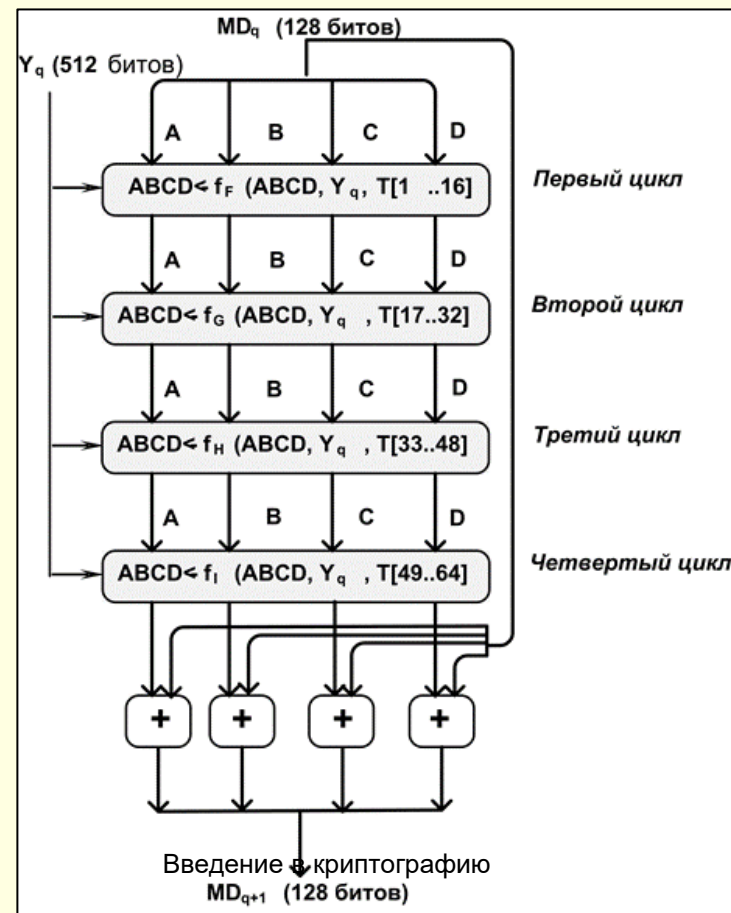 MDq (128 битов)
Yq (512 битов)
A B C D
ABCD< fF (ABCD, Yq, T[1 ..16]
Первый цикл
A B C D
ABCD< fG (ABCD, Yq , T[17..32]
Второй цикл
A B C D
ABCD< fH (ABCD, Yq , T[33..48]
Третий цикл
A B C D
ABCD< fI (ABCD, Yq , T[49..64]
Четвертый цикл
+ + + +
Введение в криптографию
MDq+1 (128 битов)